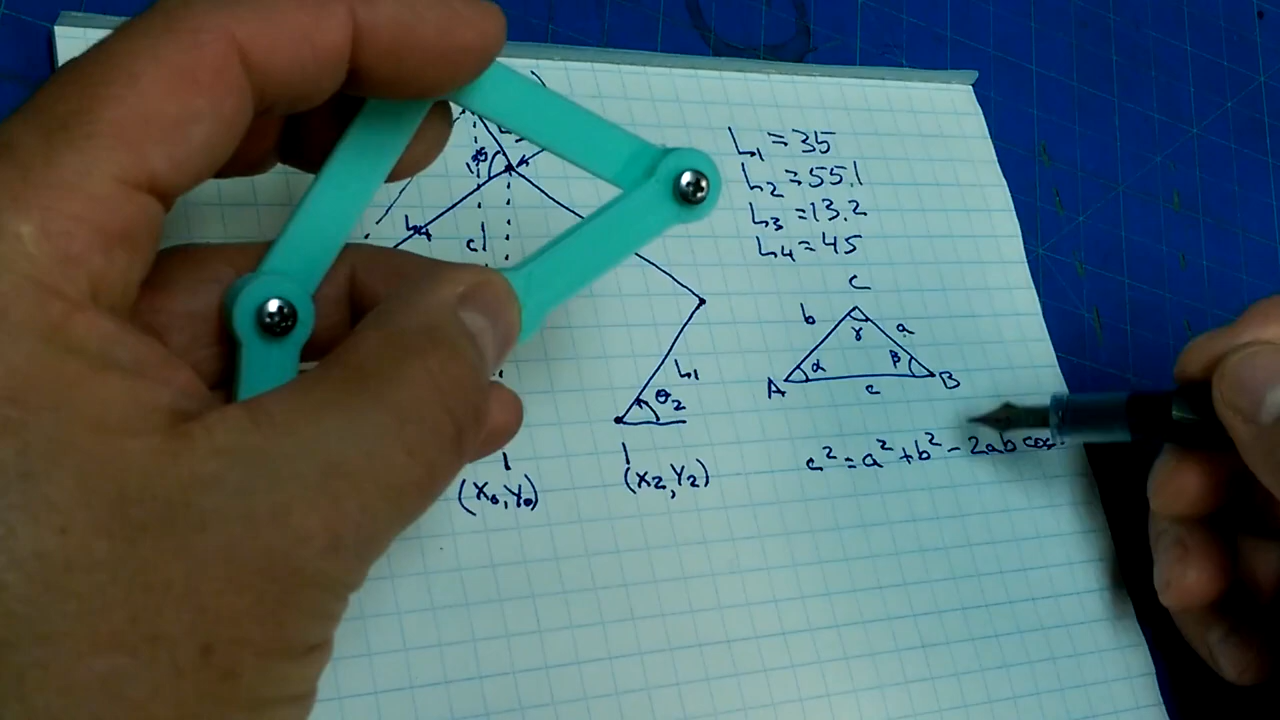 L₁ = 35
L₂ = 55.1
L₃ = 13.2
L₄ = 45
L₄
c
C
b
a
γ
α
β
A
B
c
L₁
θ₂
c² = a² + b² - 2ab cos
(X₀, Y₀)
(X₂, Y₂)